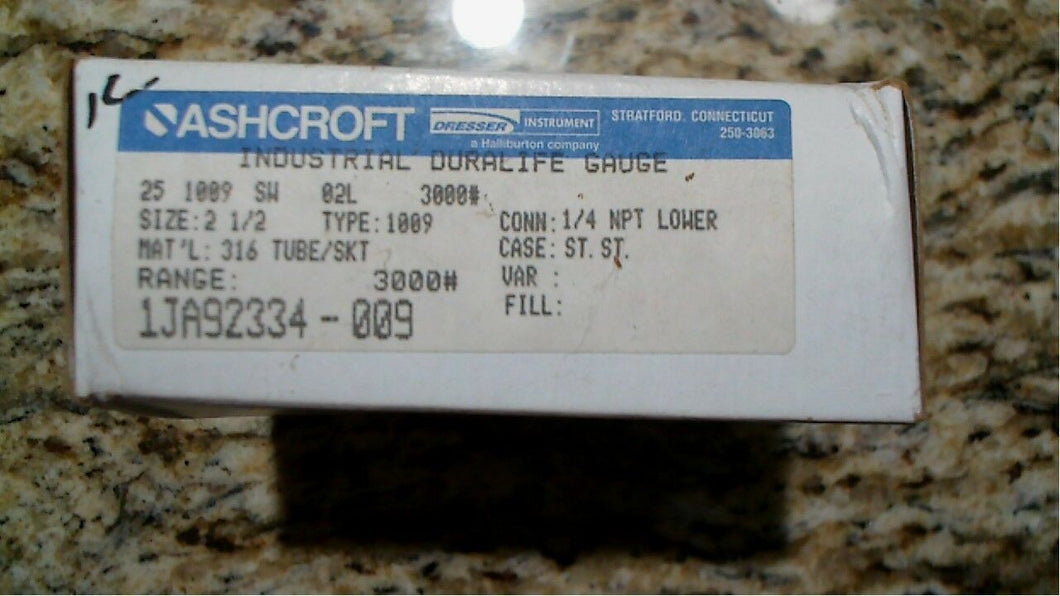 ASHCROFT DRESSER INSTRUMENT STRATFORD, CONNECTICUT
a Halliburton company 250-3063
INDUSTRIAL DURALIFE GAUGE
25 1009 SW 02L 3000#
SIZE:2 1/2 TYPE:1009 CONN:1/4 NPT LOWER
MAT'L: 316 TUBE/SKT CASE: ST.ST.
RANGE: 3000# VAR :
1JA92334-009 FILL: